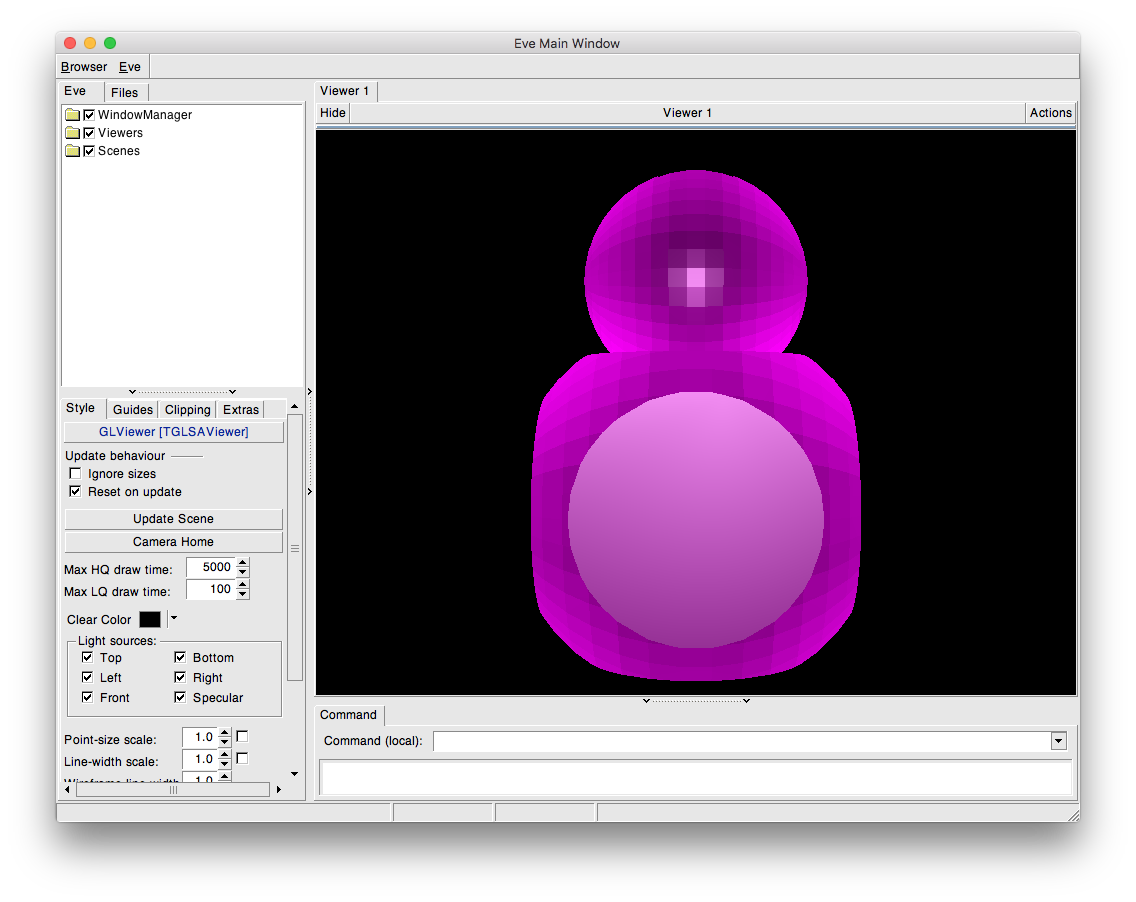 Eve Main Window
Browser Eve
Eve Files
WindowManager
Viewers
Scenes
Style Guides Clipping Extras
GLViewer [TGLSAViewer]
Update behaviour
Ignore sizes
Reset on update
Update Scene
Camera Home
Max HQ draw time: 5000
Max LQ draw time: 100
Clear Color
Light sources:
Top Bottom
Left Right
Front Specular
Point-size scale: 1.0
Line-width scale: 1.0
Wireframe line-width 1.0
Viewer 1
Hide Viewer 1 Actions
Command
Command (local):